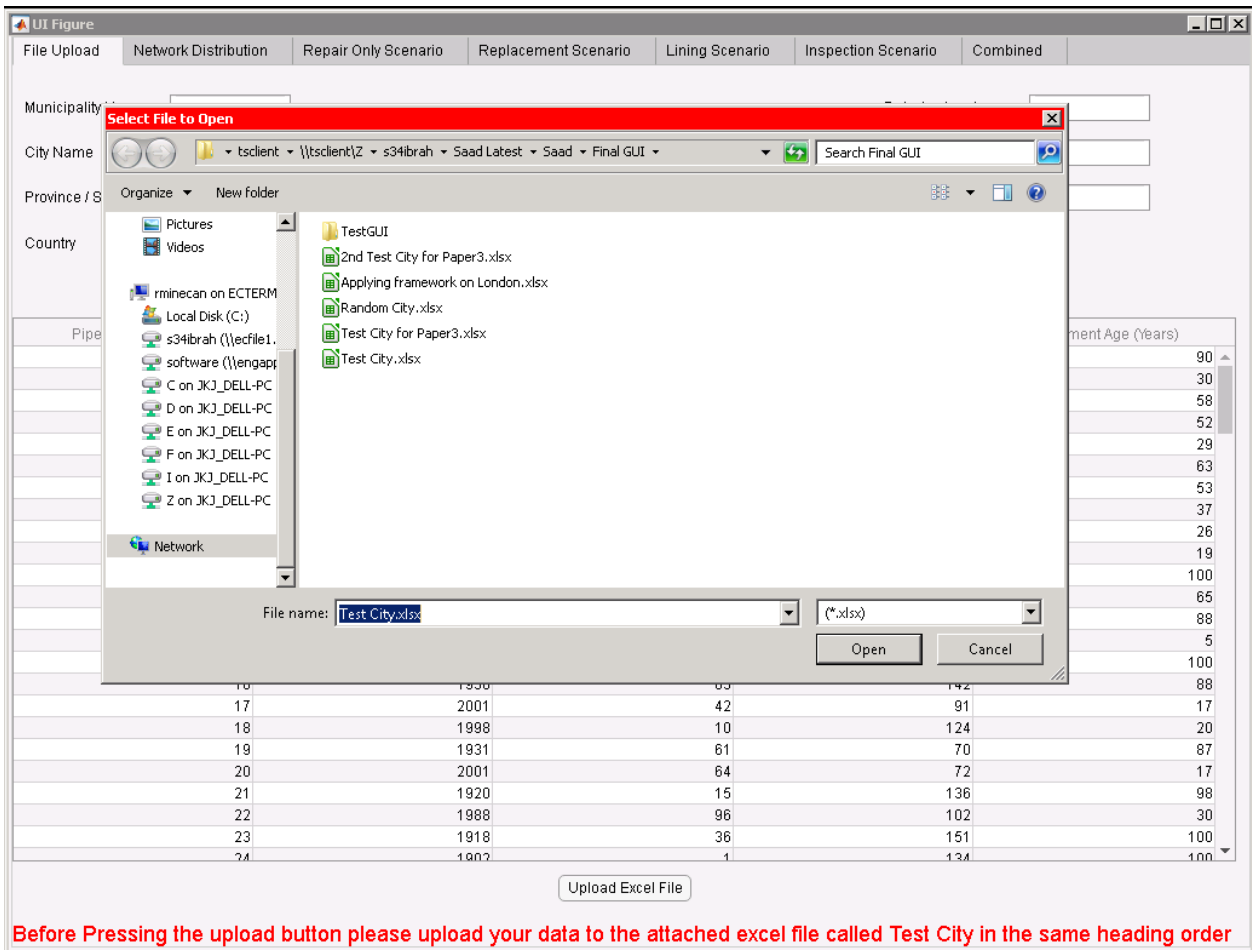 UI Figure
File Upload Network Distribution Repair Only Scenario Replacement Scenario Lining Scenario Inspection Scenario Combined
Municipality
Select File to Open
City Name
tsclient \\tsclient\Z s34ibrah Saad Latest Saad Final GUI Search Final GUI
Province / S
Organize New folder
Country
Pictures
Videos
rminecan on ECTERM
Local Disk (C:)
s34ibrah (\\ecfile1.
software (\\engapp
C on JKJ_DELL-PC
D on JKJ_DELL-PC
E on JKJ_DELL-PC
F on JKJ_DELL-PC
I on JKJ_DELL-PC
Z on JKJ_DELL-PC
Network
TestGUI
2nd Test City for Paper3.xlsx
Applying framework on London.xlsx
Random City.xlsx
Test City for Paper3.xlsx
Test City.xlsx
File name: Test City.xlsx (*.xlsx)
Open Cancel
Pipe ment Age (Years)
90
30
58
52
29
63
53
37
26
19
100
65
88
5
100
88
17 2001 42 91 17
18 1998 10 124 20
19 1931 61 70 87
20 2001 64 72 17
21 1920 15 136 98
22 1988 96 102 30
23 1918 36 151 100
24 1902 1 134 100
Upload Excel File
Before Pressing the upload button please upload your data to the attached excel file called Test City in the same heading order